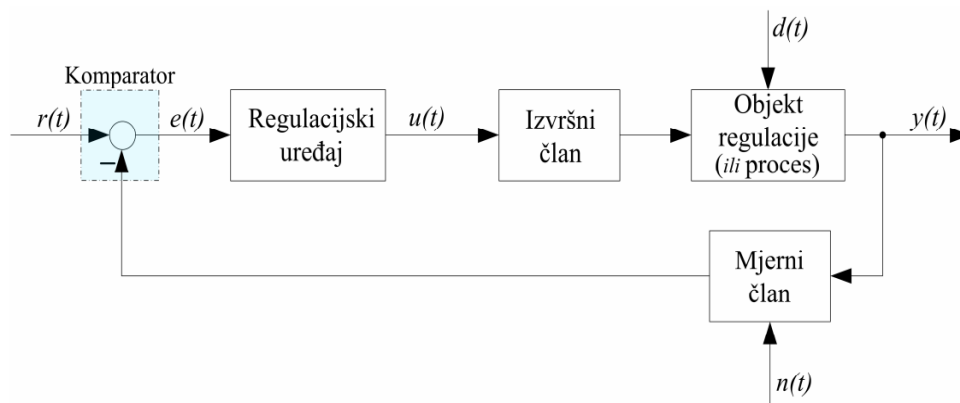 d(t)
Komparator
r(t)
e(t)
Regulacijski
uređaj
u(t)
Izvršni
član
Objekt
regulacije
(ili proces)
y(t)
–
Mjerni
član
n(t)